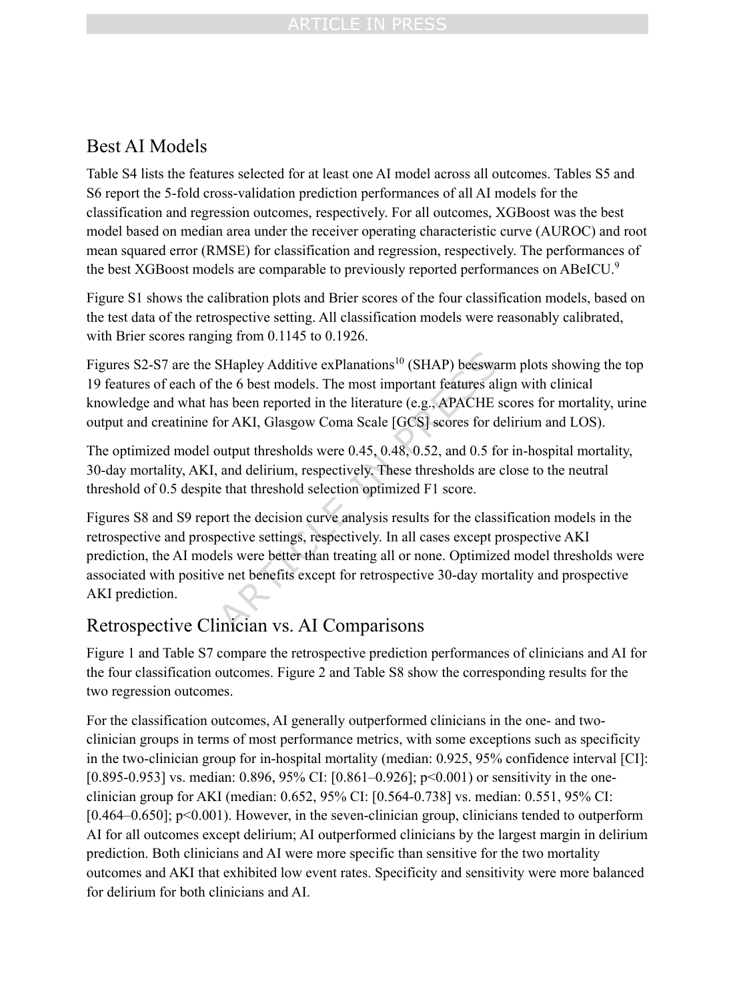 ARTICLE IN PRESS
Best AI Models
Table S4 lists the features selected for at least one AI model across all outcomes. Tables S5 and
S6 report the 5-fold cross-validation prediction performances of all AI models for the
classification and regression outcomes, respectively. For all outcomes, XGBoost was the best
model based on median area under the receiver operating characteristic curve (AUROC) and root
mean squared error (RMSE) for classification and regression, respectively. The performances of
the best XGBoost models are comparable to previously reported performances on ABeICU.⁹
Figure S1 shows the calibration plots and Brier scores of the four classification models, based on
the test data of the retrospective setting. All classification models were reasonably calibrated,
with Brier scores ranging from 0.1145 to 0.1926.
Figures S2-S7 are the SHapley Additive exPlanations¹⁰ (SHAP) beeswarm plots showing the top
19 features of each of the 6 best models. The most important features align with clinical
knowledge and what has been reported in the literature (e.g., APACHE scores for mortality, urine
output and creatinine for AKI, Glasgow Coma Scale [GCS] scores for delirium and LOS).
The optimized model output thresholds were 0.45, 0.48, 0.52, and 0.5 for in-hospital mortality,
30-day mortality, AKI, and delirium, respectively. These thresholds are close to the neutral
threshold of 0.5 despite that threshold selection optimized F1 score.
Figures S8 and S9 report the decision curve analysis results for the classification models in the
retrospective and prospective settings, respectively. In all cases except prospective AKI
prediction, the AI models were better than treating all or none. Optimized model thresholds were
associated with positive net benefits except for retrospective 30-day mortality and prospective
AKI prediction.
ARTICLE IN PRESS
Retrospective Clinician vs. AI Comparisons
Figure 1 and Table S7 compare the retrospective prediction performances of clinicians and AI for
the four classification outcomes. Figure 2 and Table S8 show the corresponding results for the
two regression outcomes.
For the classification outcomes, AI generally outperformed clinicians in the one- and two-
clinician groups in terms of most performance metrics, with some exceptions such as specificity
in the two-clinician group for in-hospital mortality (median: 0.925, 95% confidence interval [CI]:
[0.895-0.953] vs. median: 0.896, 95% CI: [0.861–0.926]; p<0.001) or sensitivity in the one-
clinician group for AKI (median: 0.652, 95% CI: [0.564-0.738] vs. median: 0.551, 95% CI:
[0.464–0.650]; p<0.001). However, in the seven-clinician group, clinicians tended to outperform
AI for all outcomes except delirium; AI outperformed clinicians by the largest margin in delirium
prediction. Both clinicians and AI were more specific than sensitive for the two mortality
outcomes and AKI that exhibited low event rates. Specificity and sensitivity were more balanced
for delirium for both clinicians and AI.